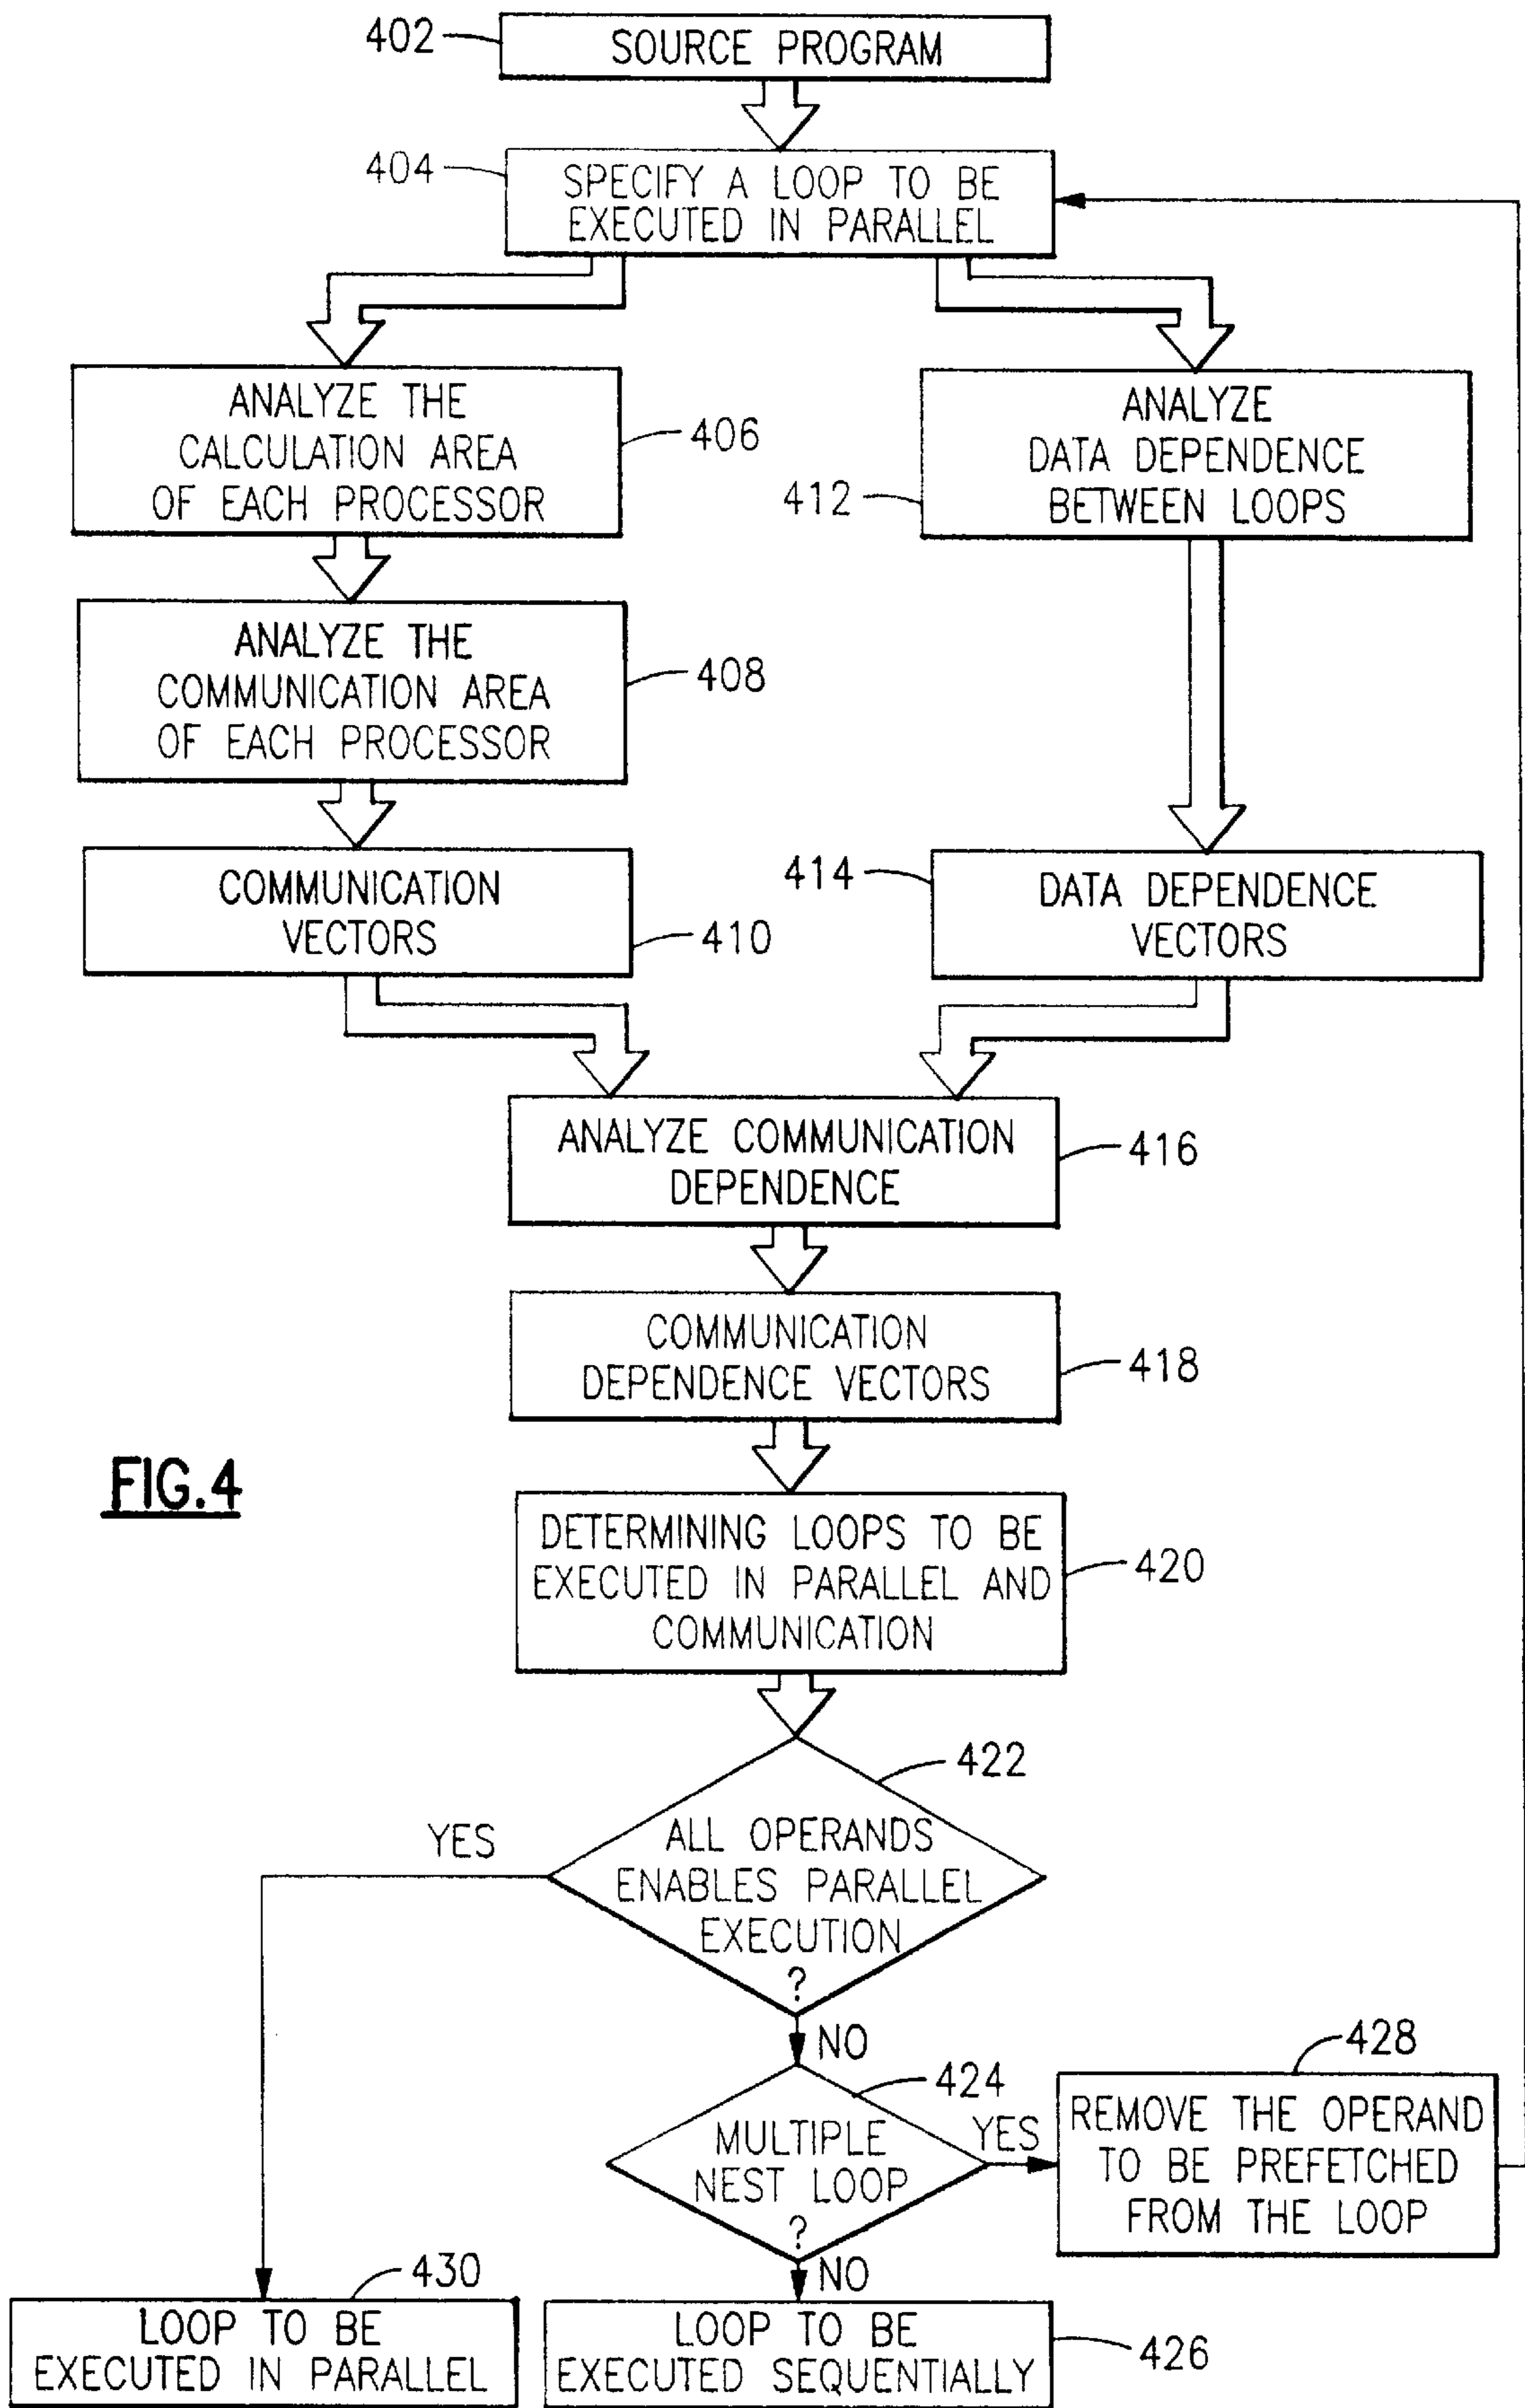 402
SOURCE PROGRAM
404
SPECIFY A LOOP TO BE
EXECUTED IN PARALLEL
ANALYZE THE
CALCULATION AREA
OF EACH PROCESSOR
406
ANALYZE
DATA DEPENDENCE
BETWEEN LOOPS
412
ANALYZE THE
COMMUNICATION AREA
OF EACH PROCESSOR
408
COMMUNICATION
VECTORS
410
414
DATA DEPENDENCE
VECTORS
ANALYZE COMMUNICATION
DEPENDENCE
416
COMMUNICATION
DEPENDENCE VECTORS
418
FIG.4
DETERMINING LOOPS TO BE
EXECUTED IN PARALLEL AND
COMMUNICATION
420
422
YES
ALL OPERANDS
ENABLES PARALLEL
EXECUTION
?
NO
424
MULTIPLE
NEST LOOP
?
YES
428
REMOVE THE OPERAND
TO BE PREFETCHED
FROM THE LOOP
NO
430
LOOP TO BE
EXECUTED IN PARALLEL
LOOP TO BE
EXECUTED SEQUENTIALLY
426